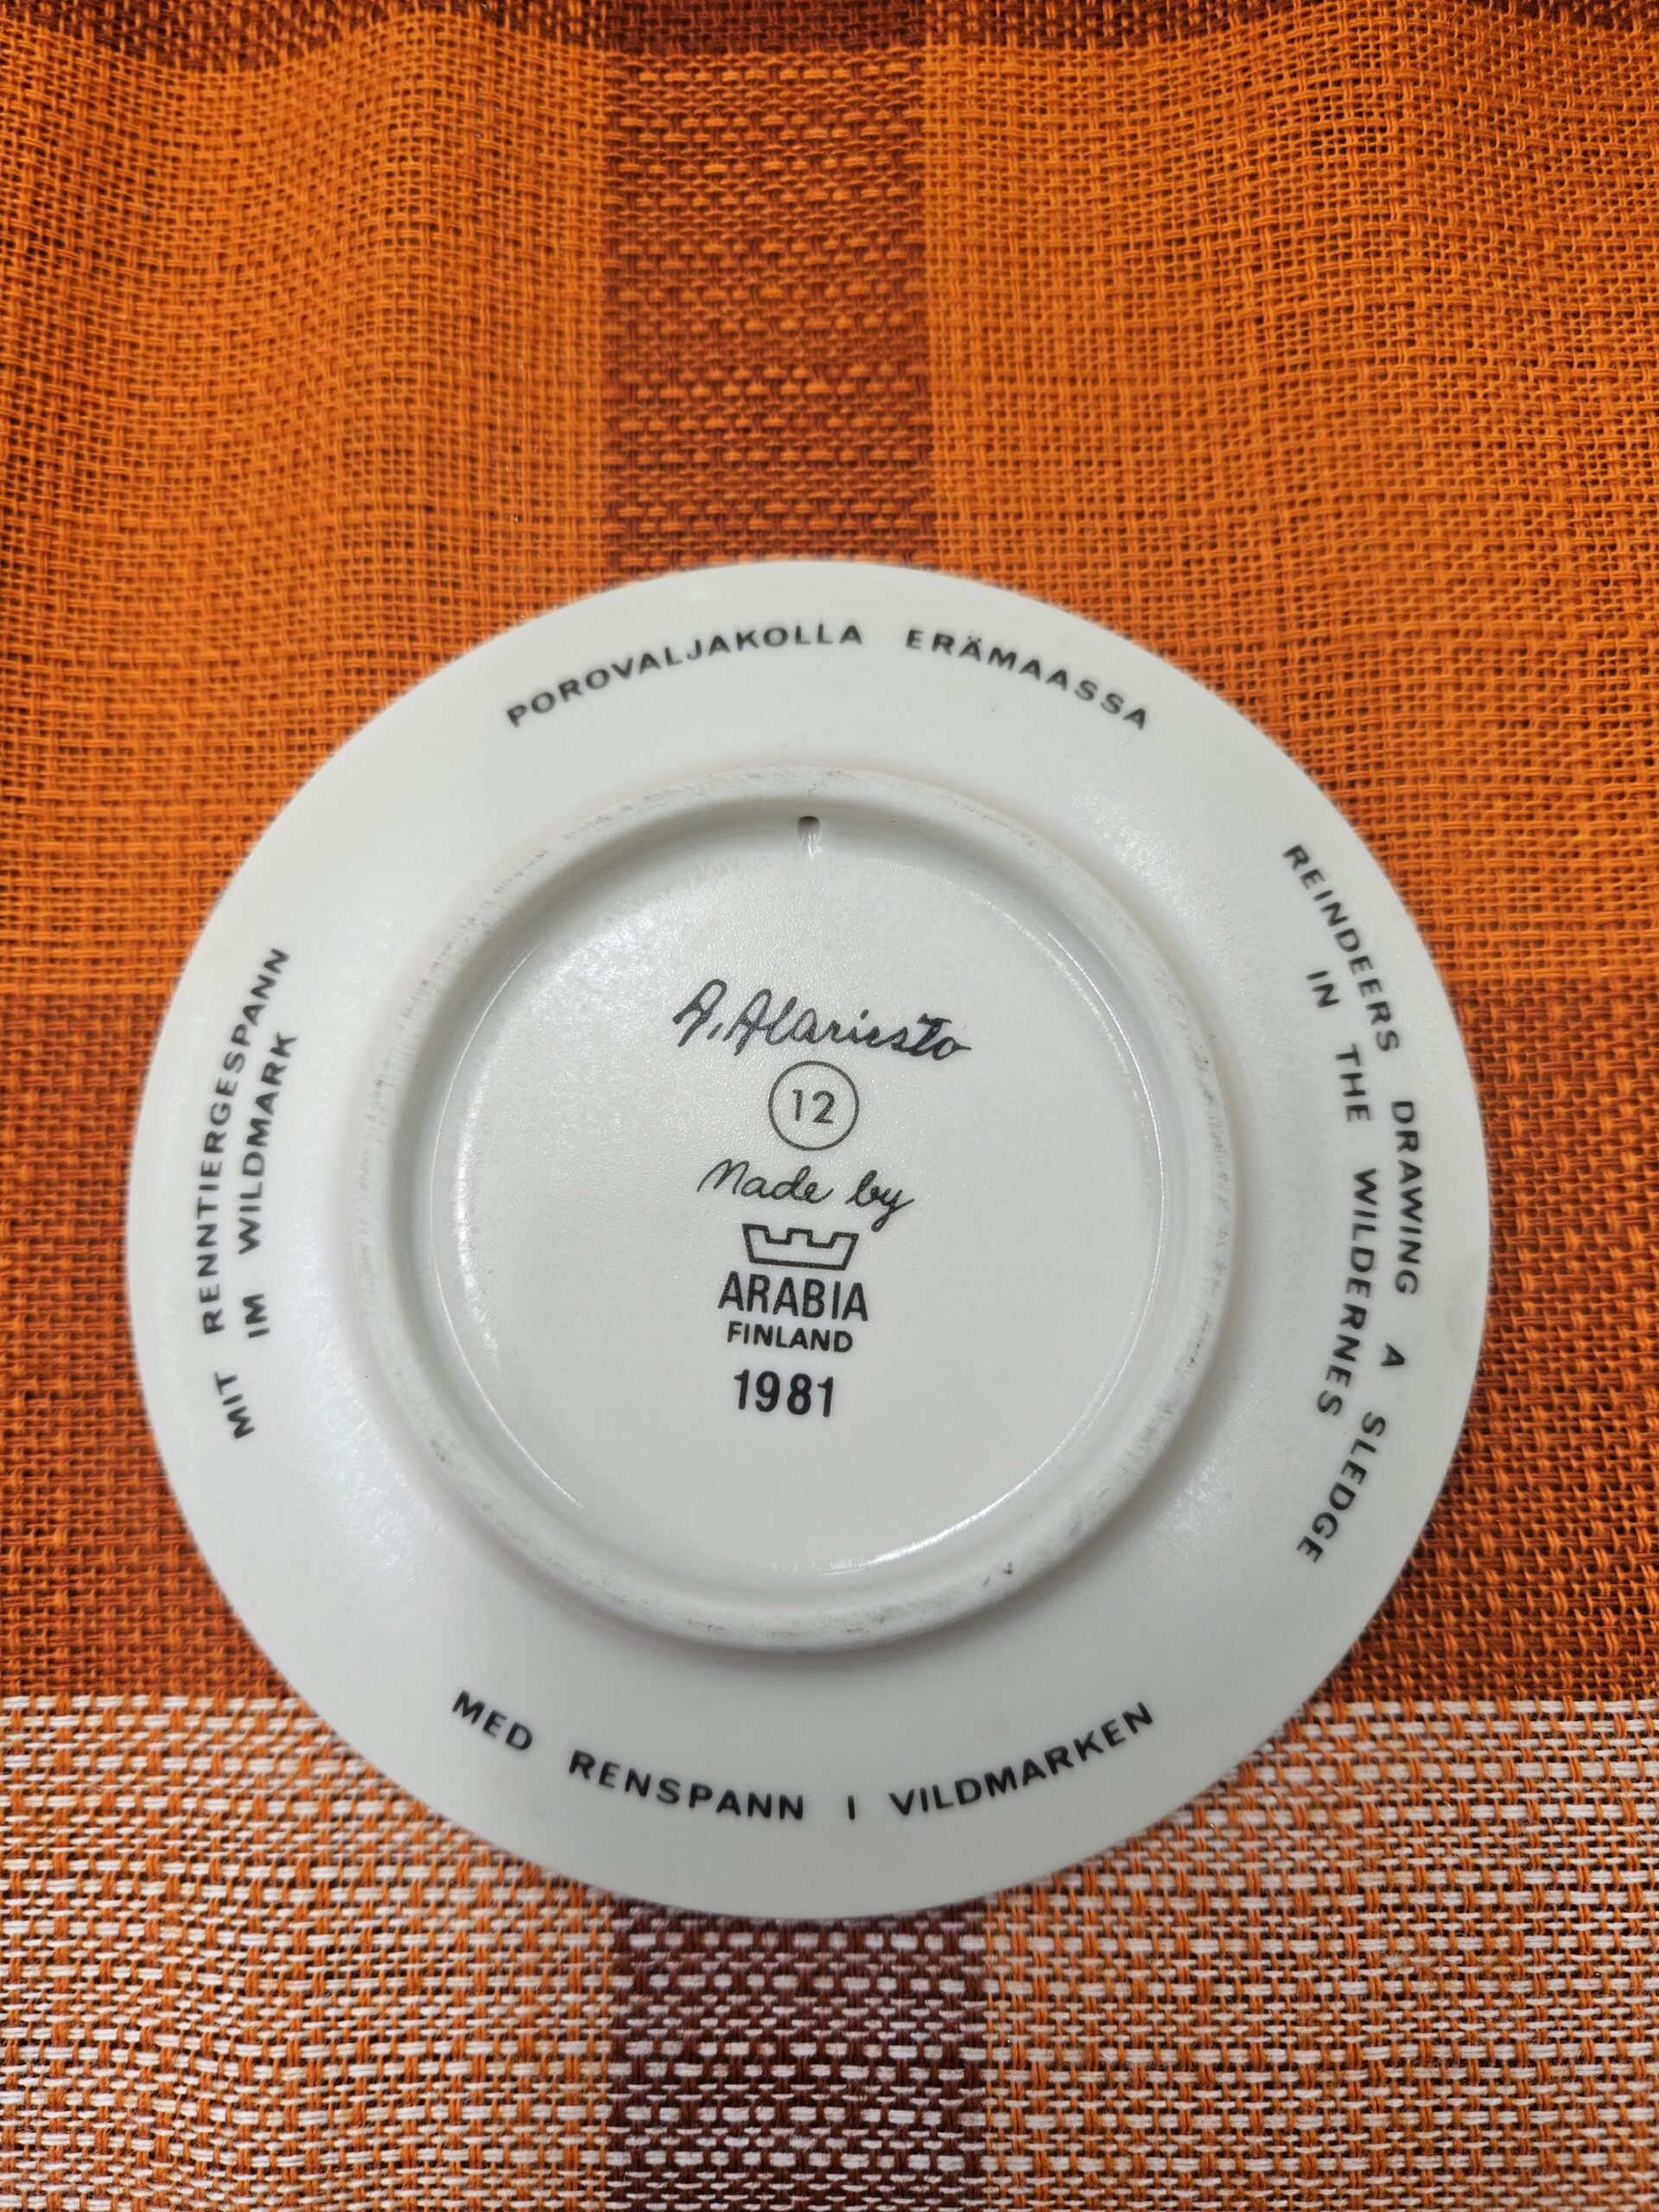 POROVALJAKOLLA ERÄMAASSA
REINDEERS DRAWING A SLEDGE
IN THE WILDERNES
MED RENSPANN I VILDMARKEN
MIT RENNTIERGESPANN
IM WILDMARK
A. Alariesto
12
Made by
ARABIA
FINLAND
1981